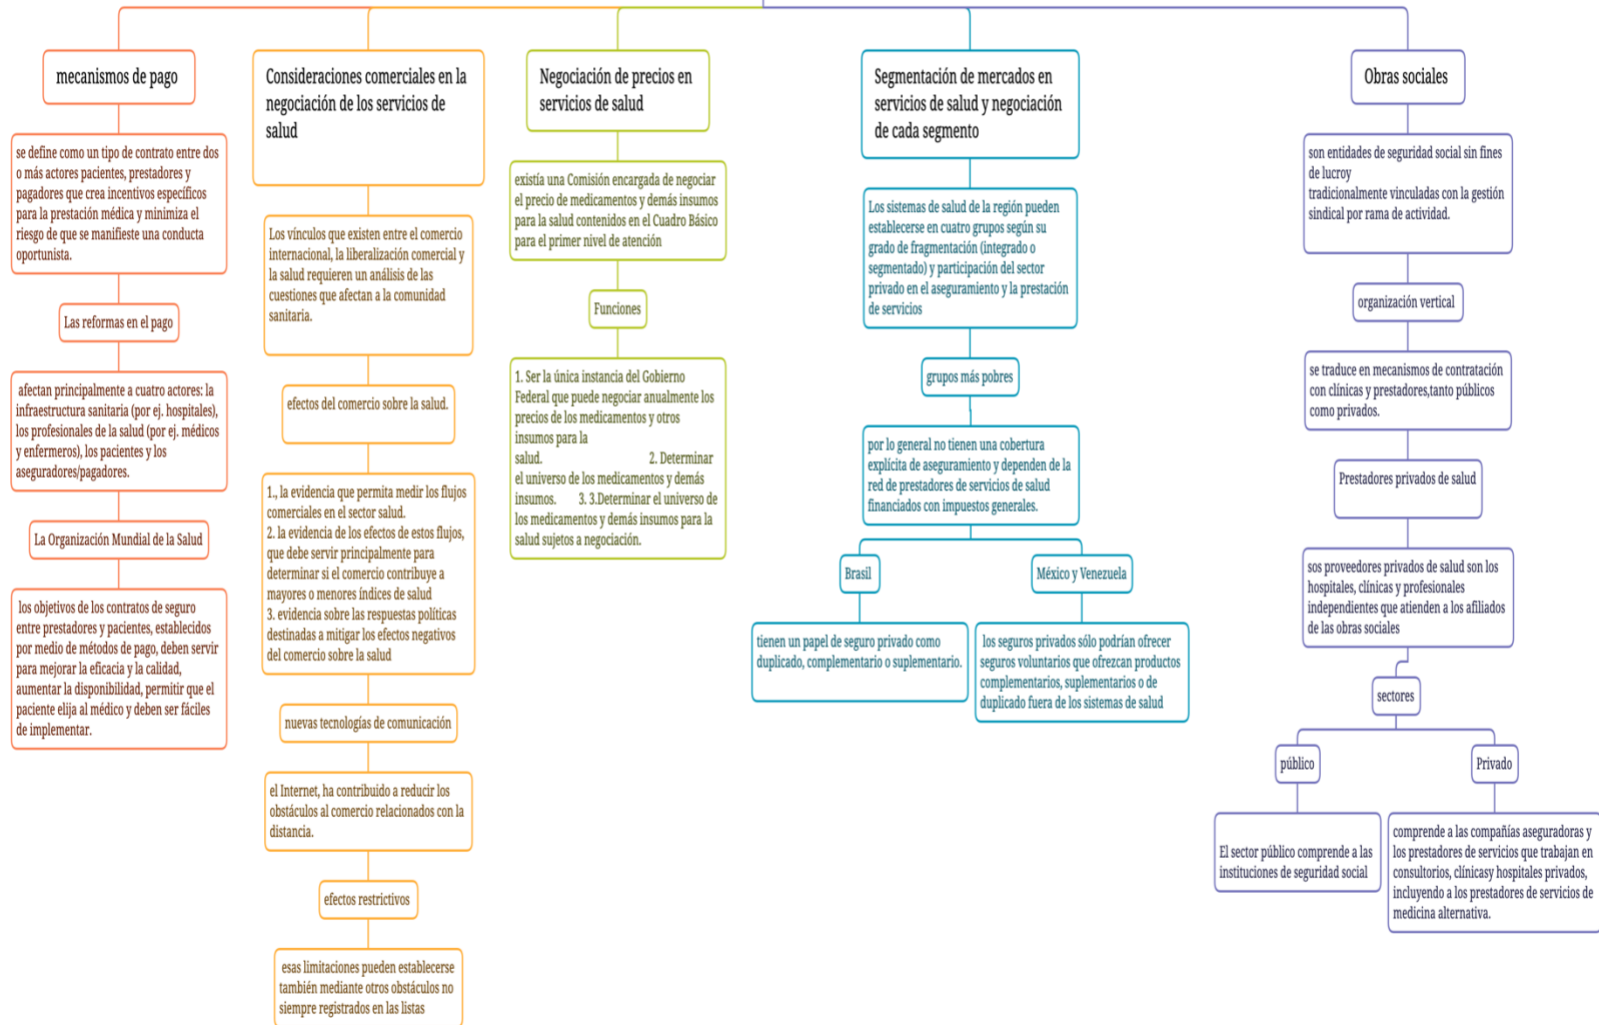 mecanismos de pago
se define como un tipo de contrato entre dos
o más actores pacientes, prestadores y
pagadores que crea incentivos específicos
para la prestación médica y minimiza el
riesgo de que se manifieste una conducta
oportunista.
Las reformas en el pago
afectan principalmente a cuatro actores: la
infraestructura sanitaria (por ej. hospitales),
los profesionales de la salud (por ej. médicos
y enfermeros), los pacientes y los
aseguradores/pagadores.
La Organización Mundial de la Salud
los objetivos de los contratos de seguro
entre prestadores y pacientes, establecidos
por medio de métodos de pago, deben servir
para mejorar la eficacia y la calidad,
aumentar la disponibilidad, permitir que el
paciente elija al médico y deben ser fáciles
de implementar.
Consideraciones comerciales en la
negociación de los servicios de
salud
Los vínculos que existen entre el comercio
internacional, la liberalización comercial y
la salud requieren un análisis de las
cuestiones que afectan a la comunidad
sanitaria.
efectos del comercio sobre la salud.
1., la evidencia que permita medir los flujos
comerciales en el sector salud.
2. la evidencia de los efectos de estos flujos,
que debe servir principalmente para
determinar si el comercio contribuye a
mayores o menores índices de salud
3. evidencia sobre las respuestas políticas
destinadas a mitigar los efectos negativos
del comercio sobre la salud
nuevas tecnologías de comunicación
el Internet, ha contribuido a reducir los
obstáculos al comercio relacionados con la
distancia.
efectos restrictivos
esas limitaciones pueden establecerse
también mediante otros obstáculos no
siempre registrados en las listas
Negociación de precios en
servicios de salud
existía una Comisión encargada de negociar
el precio de medicamentos y demás insumos
para la salud contenidos en el Cuadro Básico
para el primer nivel de atención
Funciones
1. Ser la única instancia del Gobierno
Federal que puede negociar anualmente los
precios de los medicamentos y otros
insumos para la
salud. 2. Determinar
el universo de los medicamentos y demás
insumos. 3. 3.Determinar el universo de
los medicamentos y demás insumos para la
salud sujetos a negociación.
Segmentación de mercados en
servicios de salud y negociación
de cada segmento
Los sistemas de salud de la región pueden
establecerse en cuatro grupos según su
grado de fragmentación (integrado o
segmentado) y participación del sector
privado en el aseguramiento y la prestación
de servicios
grupos más pobres
por lo general no tienen una cobertura
explícita de aseguramiento y dependen de la
red de prestadores de servicios de salud
financiados con impuestos generales.
Brasil
tienen un papel de seguro privado como
duplicado, complementario o suplementario.
México y Venezuela
los seguros privados sólo podrían ofrecer
seguros voluntarios que ofrezcan productos
complementarios, suplementarios o de
duplicado fuera de los sistemas de salud
Obras sociales
son entidades de seguridad social sin fines
de lucroy
tradicionalmente vinculadas con la gestión
sindical por rama de actividad.
organización vertical
se traduce en mecanismos de contratación
con clínicas y prestadores,tanto públicos
como privados.
Prestadores privados de salud
sos proveedores privados de salud son los
hospitales, clínicas y profesionales
independientes que atienden a los afiliados
de las obras sociales
sectores
público
El sector público comprende a las
instituciones de seguridad social
Privado
comprende a las compañías aseguradoras y
los prestadores de servicios que trabajan en
consultorios, clínicasy hospitales privados,
incluyendo a los prestadores de servicios de
medicina alternativa.